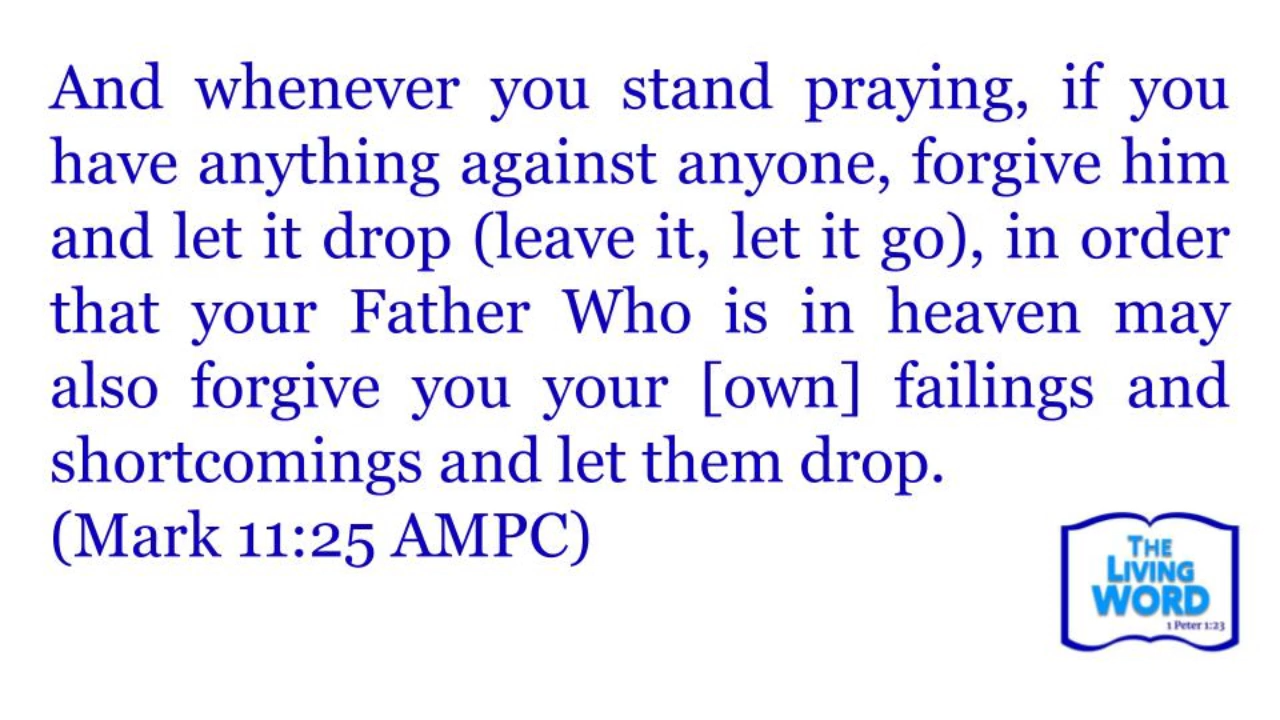 And whenever you stand praying, if you
have anything against anyone, forgive him
and let it drop (leave it, let it go), in order
that your Father Who is in heaven may
also forgive you your [own] failings and
shortcomings and let them drop.
(Mark 11:25 AMPC)
THE
LIVING
WORD
1 Peter 1:23